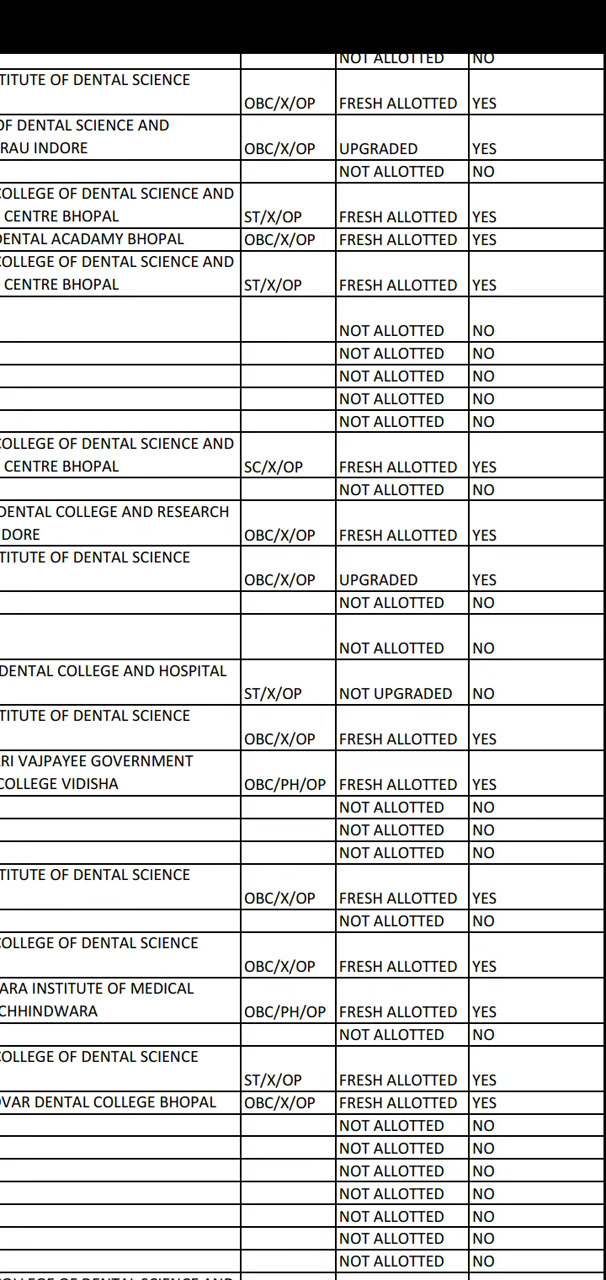 NOT ALLOTTED NO
TITUTE OF DENTAL SCIENCE
OBC/X/OP FRESH ALLOTTED YES
OF DENTAL SCIENCE AND
RAU INDORE OBC/X/OP UPGRADED YES
NOT ALLOTTED NO
COLLEGE OF DENTAL SCIENCE AND
CENTRE BHOPAL ST/X/OP FRESH ALLOTTED YES
DENTAL ACADAMY BHOPAL OBC/X/OP FRESH ALLOTTED YES
COLLEGE OF DENTAL SCIENCE AND
CENTRE BHOPAL ST/X/OP FRESH ALLOTTED YES
NOT ALLOTTED NO
NOT ALLOTTED NO
NOT ALLOTTED NO
NOT ALLOTTED NO
NOT ALLOTTED NO
COLLEGE OF DENTAL SCIENCE AND
CENTRE BHOPAL SC/X/OP FRESH ALLOTTED YES
NOT ALLOTTED NO
DENTAL COLLEGE AND RESEARCH
DORE OBC/X/OP FRESH ALLOTTED YES
TITUTE OF DENTAL SCIENCE
OBC/X/OP UPGRADED YES
NOT ALLOTTED NO
NOT ALLOTTED NO
DENTAL COLLEGE AND HOSPITAL
ST/X/OP NOT UPGRADED NO
TITUTE OF DENTAL SCIENCE
OBC/X/OP FRESH ALLOTTED YES
RI VAJPAYEE GOVERNMENT
COLLEGE VIDISHA OBC/PH/OP FRESH ALLOTTED YES
NOT ALLOTTED NO
NOT ALLOTTED NO
NOT ALLOTTED NO
TITUTE OF DENTAL SCIENCE
OBC/X/OP FRESH ALLOTTED YES
NOT ALLOTTED NO
COLLEGE OF DENTAL SCIENCE
OBC/X/OP FRESH ALLOTTED YES
ARA INSTITUTE OF MEDICAL
CHHINDWARA OBC/PH/OP FRESH ALLOTTED YES
NOT ALLOTTED NO
COLLEGE OF DENTAL SCIENCE
ST/X/OP FRESH ALLOTTED YES
OVAR DENTAL COLLEGE BHOPAL OBC/X/OP FRESH ALLOTTED YES
NOT ALLOTTED NO
NOT ALLOTTED NO
NOT ALLOTTED NO
NOT ALLOTTED NO
NOT ALLOTTED NO
NOT ALLOTTED NO
NOT ALLOTTED NO
COLLEGE OF DENTAL SCIENCE AND